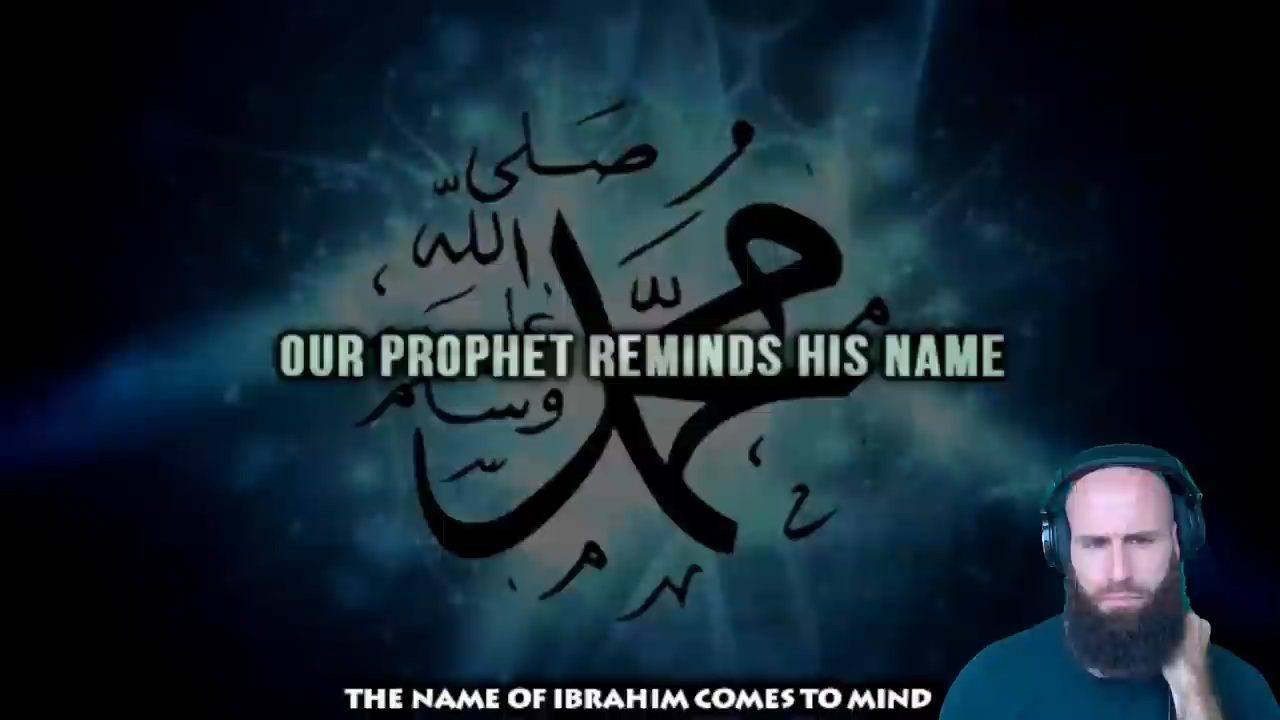 صلى
الله
عليه
وسلم
محمد
OUR PROPHET REMINDS HIS NAME
THE NAME OF IBRAHIM COMES TO MIND